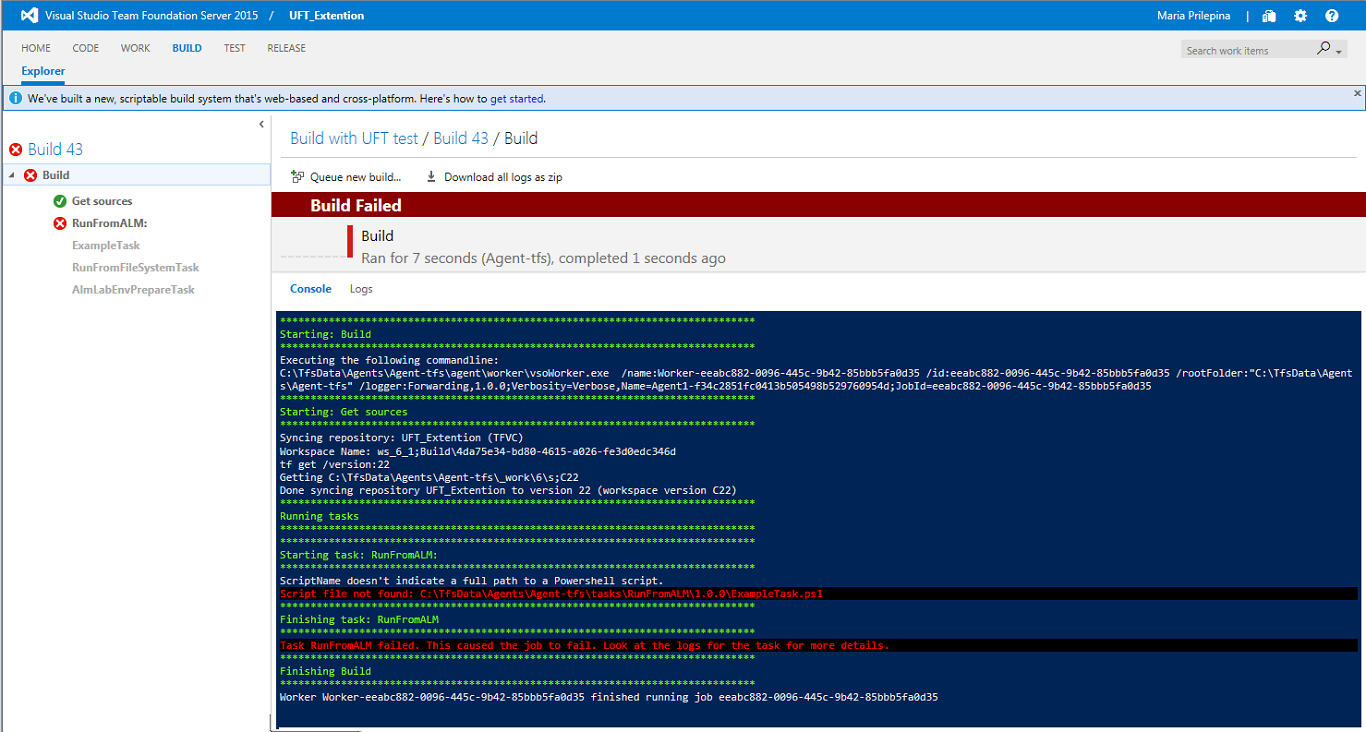 Visual Studio Team Foundation Server 2015 / UFT_Extention
Maria Prilepina |
HOME CODE WORK BUILD TEST RELEASE
Search work items
Explorer
We've built a new, scriptable build system that's web-based and cross-platform. Here's how to get started.
Build 43
Build
Get sources
RunFromALM:
ExampleTask
RunFromFileSystemTask
AlmLabEnvPrepareTask
Build with UFT test / Build 43 / Build
Queue new build... Download all logs as zip
Build Failed
Build
Ran for 7 seconds (Agent-tfs), completed 1 seconds ago
Console Logs
******************************************************************************
Starting: Build
******************************************************************************
Executing the following commandline:
C:\TfsData\Agents\Agent-tfs\agent\worker\vsoWorker.exe /name:Worker-eeabc882-0096-445c-9b42-85bbb5fa0d35 /id:eeabc882-0096-445c-9b42-85bbb5fa0d35 /rootFolder:"C:\TfsData\Agent
s\Agent-tfs" /logger:Forwarding,1.0.0;Verbosity=Verbose,Name=Agent1-f34c2851fc0413b505498b529760954d;JobId=eeabc882-0096-445c-9b42-85bbb5fa0d35
******************************************************************************
Starting: Get sources
******************************************************************************
Syncing repository: UFT_Extention (TFVC)
Workspace Name: ws_6_1;Build\4da75e34-bd80-4615-a026-fe3d0edc346d
tf get /version:22
Getting C:\TfsData\Agents\Agent-tfs\_work\6\s;C22
Done syncing repository UFT_Extention to version 22 (workspace version C22)
******************************************************************************
Running tasks
******************************************************************************
******************************************************************************
Starting task: RunFromALM:
******************************************************************************
ScriptName doesn't indicate a full path to a Powershell script.
Script file not found: C:\TfsData\Agents\Agent-tfs\tasks\RunFromALM\1.0.0\ExampleTask.ps1
******************************************************************************
Finishing task: RunFromALM
******************************************************************************
Task RunFromALM failed. This caused the job to fail. Look at the logs for the task for more details.
******************************************************************************
Finishing Build
******************************************************************************
Worker Worker-eeabc882-0096-445c-9b42-85bbb5fa0d35 finished running job eeabc882-0096-445c-9b42-85bbb5fa0d35